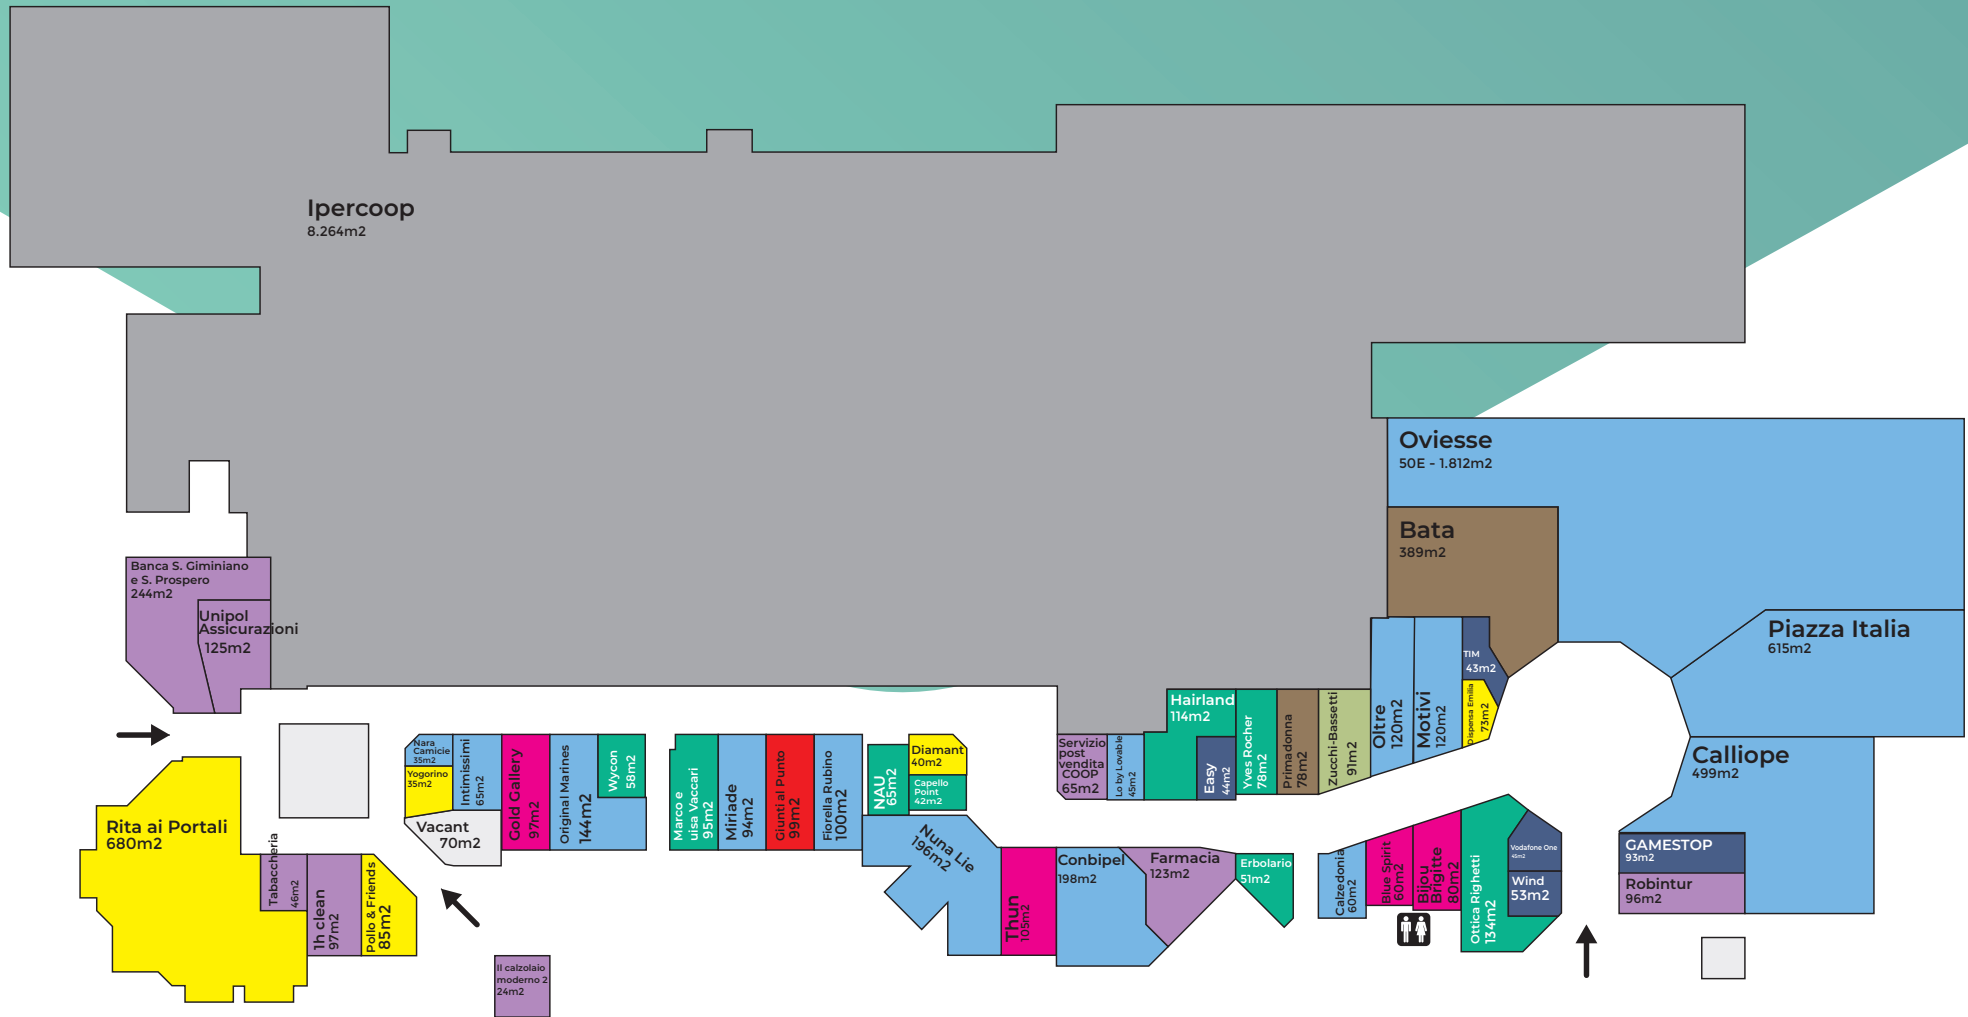 Ipercoop
8.264m2
Oviesse
50E - 1.812m2
Bata
389m2
Banca S. Giminiano
e S. Prospero
244m2
Unipol
Assicurazioni
125m2
Piazza Italia
615m2
Calliope
499m2
TIM
43m2
Dispensa Emilia
73m2
Motivi
120m2
Oltre
120m2
Zucchi-Bassetti
91m2
Primadonna
78m2
Yves Rocher
78m2
Hairland
114m2
Easy
44m2
Lo by Lovable
45m2
Servizio
post
vendita
COOP
65m2
Nara
Camicie
35m2
Yogorino
35m2
Intimissimi
65m2
Vacant
70m2
Gold Gallery
97m2
Original Marines
144m2
Wycon
58m2
Marco e
uisa Vaccari
95m2
Miriade
94m2
Giunti al Punto
99m2
Fiorella Rubino
100m2
NAU
65m2
Diamant
40m2
Capello
Point
42m2
Nuna Lie
196m2
Thun
105m2
Conbipel
198m2
Farmacia
123m2
Erbolario
51m2
Calzedonia
60m2
Blue Spirit
60m2
Bijou
Brigitte
80m2
Ottica Righetti
134m2
Vodafone One
45m2
Wind
53m2
GAMESTOP
93m2
Robintur
96m2
Rita ai Portali
680m2
Tabaccheria
46m2
1h clean
97m2
Pollo & Friends
85m2
Il calzolaio
moderno 2
24m2